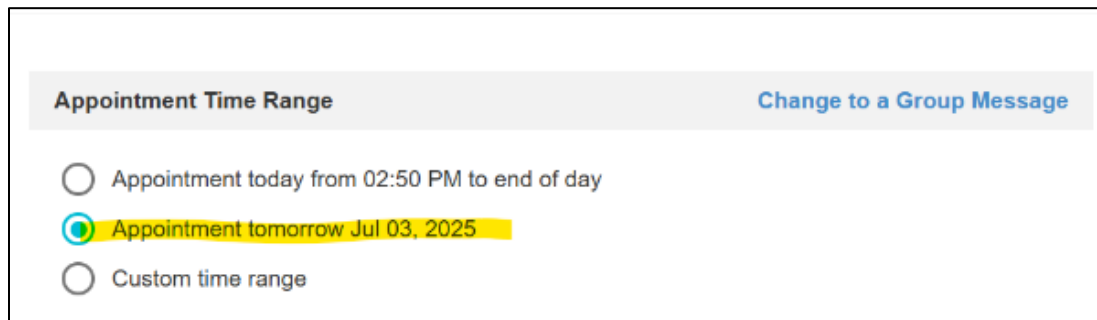 Appointment Time Range Change to a Group Message
Appointment today from 02:50 PM to end of day
Appointment tomorrow Jul 03, 2025
Custom time range